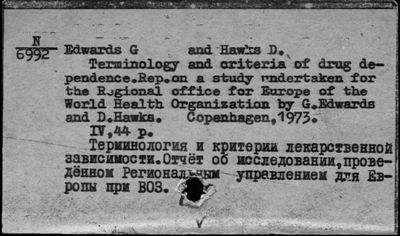 N
6992
Edwards G and Hawks D.
Terminology and criteria of drug de-
pendence.Rep.on a study undertaken for
the Regional office for Europe of the
World Health Organization by G.Edwards
and D.Hawks. Copenhagen,1973.
IV,44 p.
Терминология и критерии лекарственной
зависимости.Отчёт об исследовании,прове-
дённом Региональным управлением для Ев-
ропы при ВОЗ.